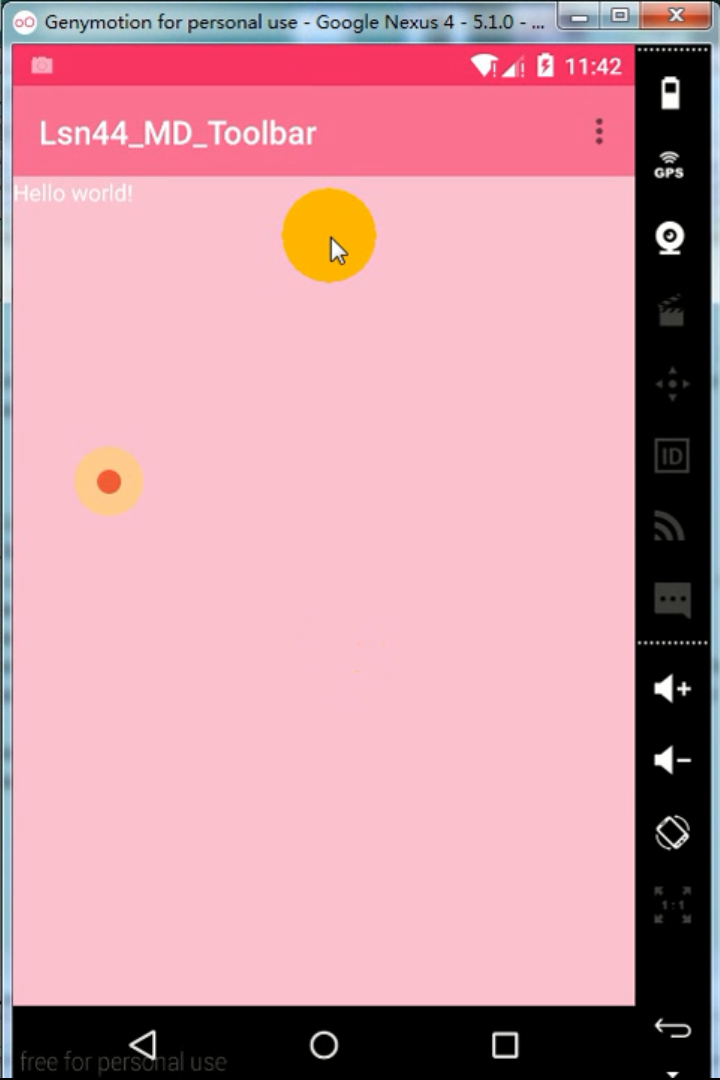 Genymotion for personal use - Google Nexus 4 - 5.1.0 - ...
11:42
Lsn44_MD_Toolbar
Hello world!
GPS
ID
1:1
free for personal use